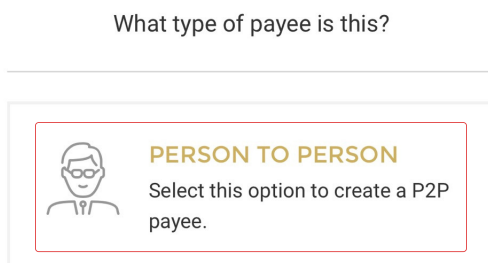 What type of payee is this?
PERSON TO PERSON
Select this option to create a P2P
payee.